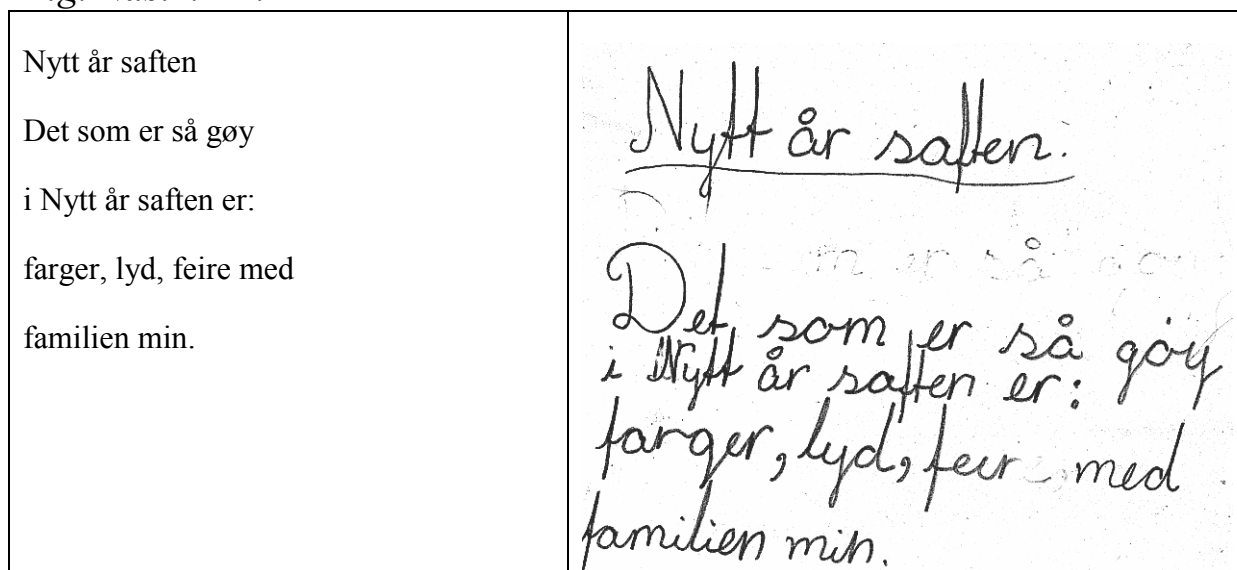 Nytt år saften
Det som er så gøy
i Nytt år saften er:
farger, lyd, feire med
familien min.
Nytt år saften.
Det som er så gøy
i Nytt år saften er:
farger, lyd, feire med
familien min.